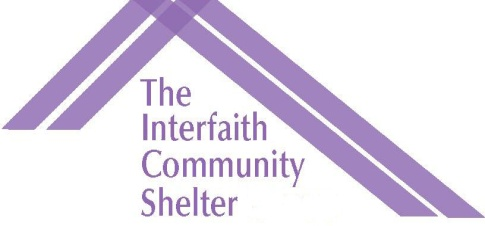 The
Interfaith
Community
Shelter